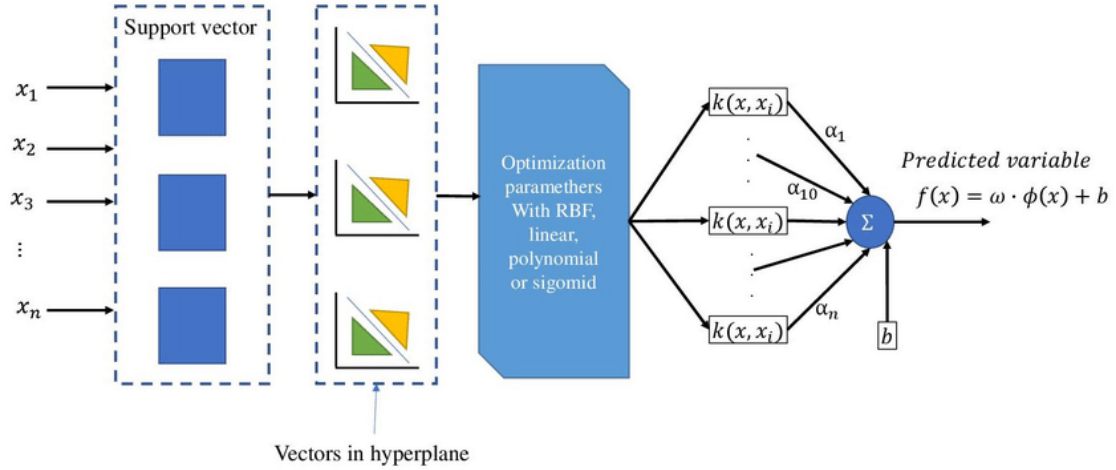 Support vector
x₁
x₂
x₃
⋮
xₙ
Vectors in hyperplane
Optimization
paramethers
With RBF,
linear,
polynomial
or sigomid
k(x, xᵢ)
α₁
α₁₀
k(x, xᵢ)
k(x, xᵢ)
αₙ
Σ
b
Predicted variable
f(x) = ω · ϕ(x) + b